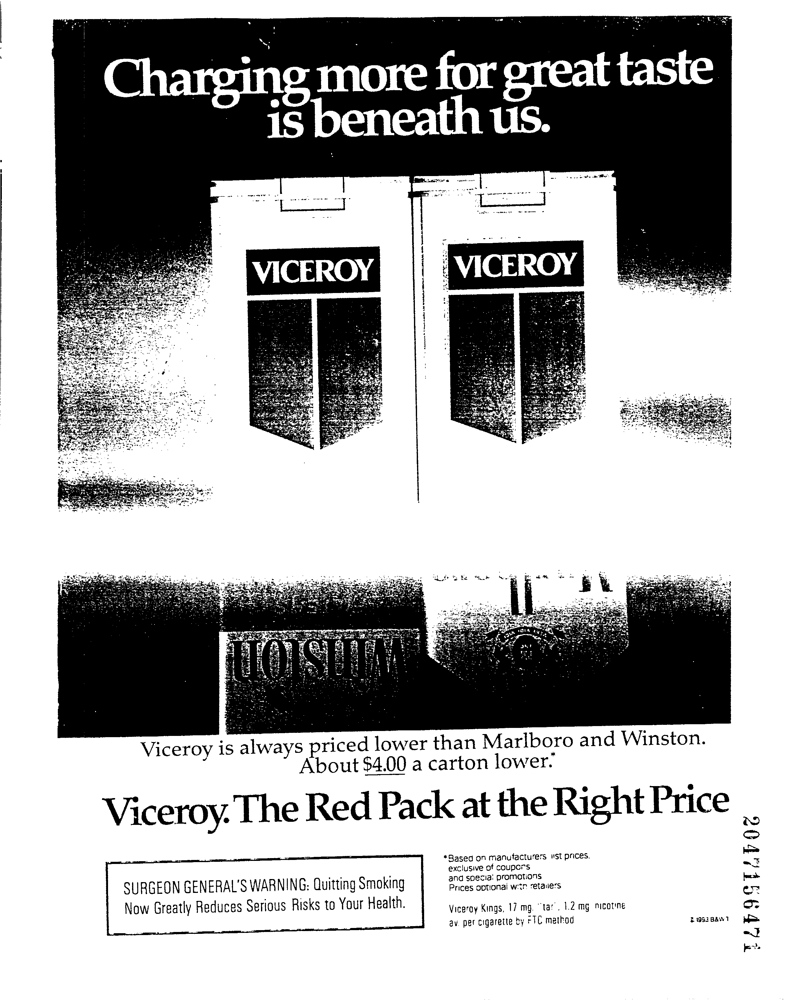 Charging more for great taste
is beneath us.
VICEROY
VICEROY
Winston
Viceroy is always priced lower than Marlboro and Winston.
About $4.00 a carton lower.*
Viceroy. The Red Pack at the Right Price
SURGEON GENERAL'S WARNING: Quitting Smoking
Now Greatly Reduces Serious Risks to Your Health.
*Based on manufacturers list prices,
exclusive of coupons
and special promotions
Prices optional with retailers
Viceroy Kings, 17 mg. "tar", 1.2 mg nicotine
av. per cigarette by FTC method
1993 B&W T
2047156471